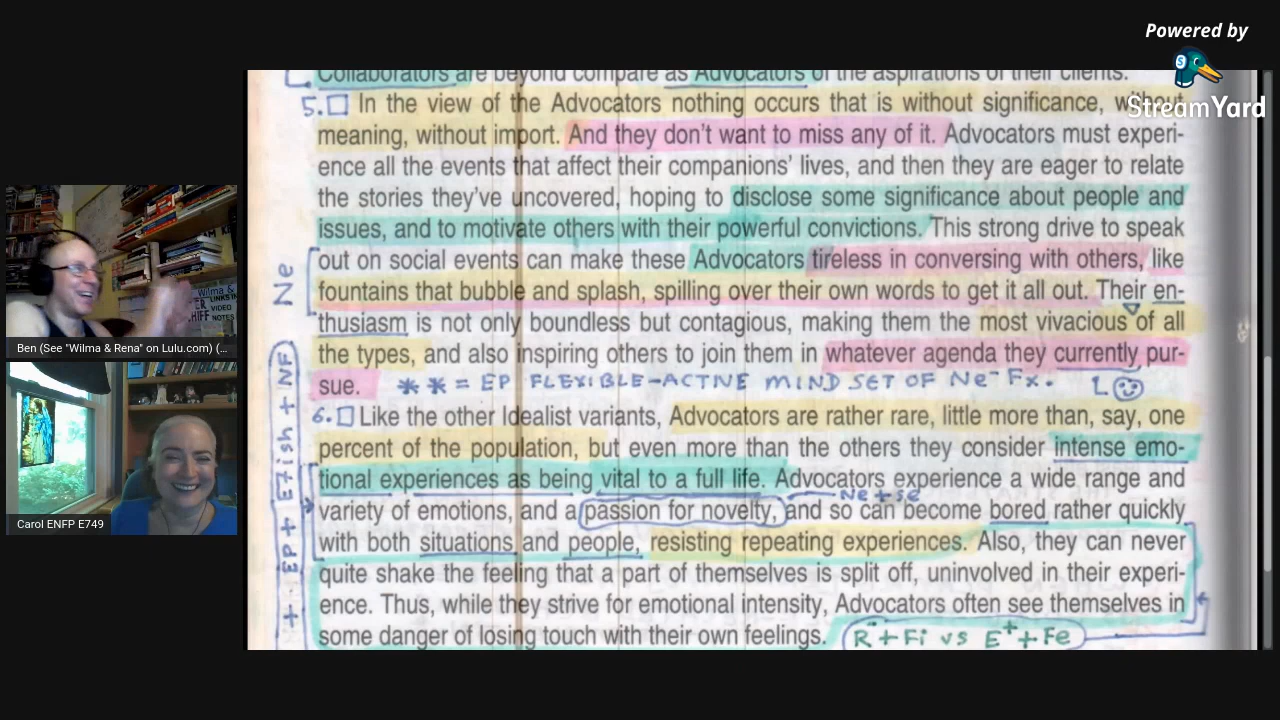 Powered by
StreamYard
Collaborators are beyond compare as Advocators of the aspirations of their clients.
5. In the view of the Advocators nothing occurs that is without significance, without
meaning, without import. And they don't want to miss any of it. Advocators must experi-
ence all the events that affect their companions' lives, and then they are eager to relate
the stories they've uncovered, hoping to disclose some significance about people and
issues, and to motivate others with their powerful convictions. This strong drive to speak
out on social events can make these Advocators tireless in conversing with others, like
fountains that bubble and splash, spilling over their own words to get it all out. Their en-
thusiasm is not only boundless but contagious, making them the most vivacious of all
the types, and also inspiring others to join them in whatever agenda they currently pur-
sue. ** = EP FLEXIBLE-ACTIVE MIND SET OF Ne-Fx. L☺
6. Like the other Idealist variants, Advocators are rather rare, little more than, say, one
percent of the population, but even more than the others they consider intense emo-
tional experiences as being vital to a full life. Advocators experience a wide range and
Ne + se
variety of emotions, and a passion for novelty, and so can become bored rather quickly
with both situations and people, resisting repeating experiences. Also, they can never
quite shake the feeling that a part of themselves is split off, uninvolved in their experi-
ence. Thus, while they strive for emotional intensity, Advocators often see themselves in
some danger of losing touch with their own feelings. R+Fi vs E+ + Fe
Ne
+ EP + E7ish + NF
Ben (See "Wilma & Rena" on Lulu.com) (...
Carol ENFP E749
Wilma &
LINKS IN
VIDEO
NOTES